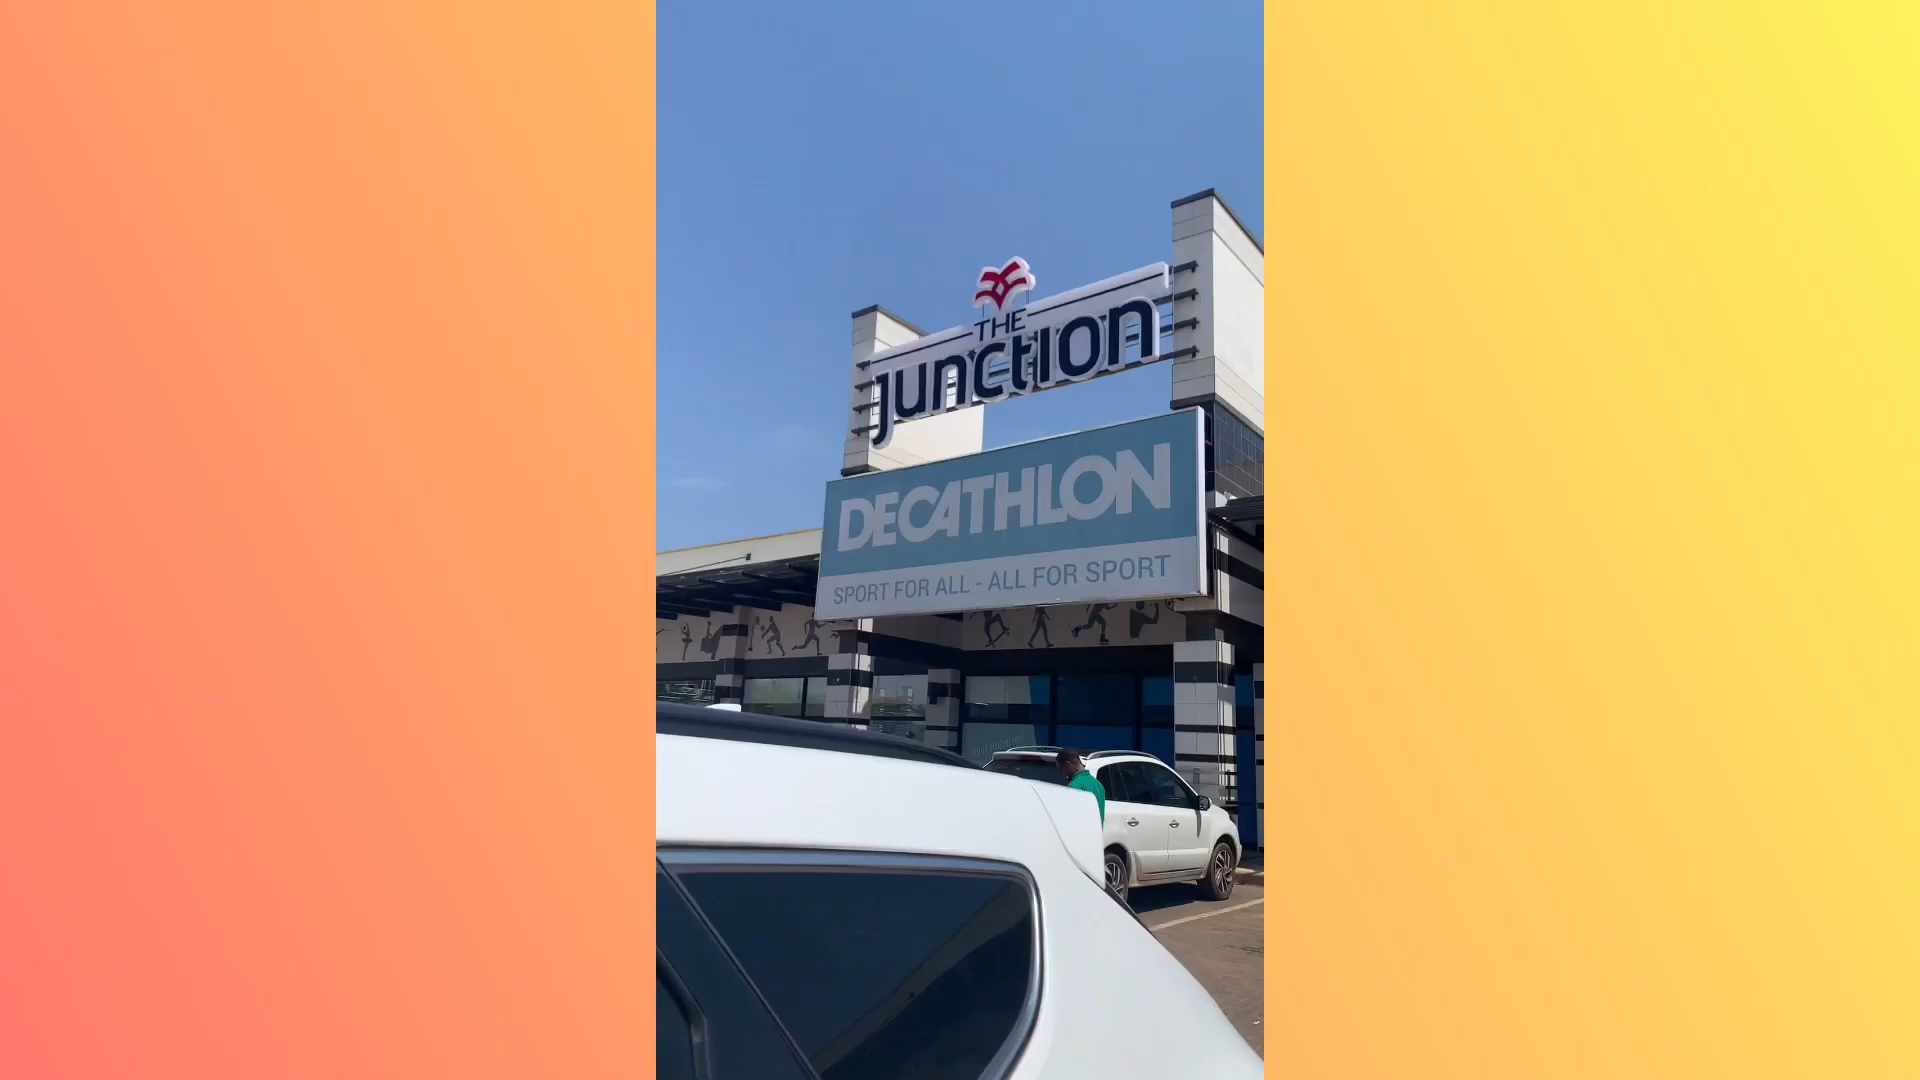 THE
Junction
DECATHLON
SPORT FOR ALL - ALL FOR SPORT